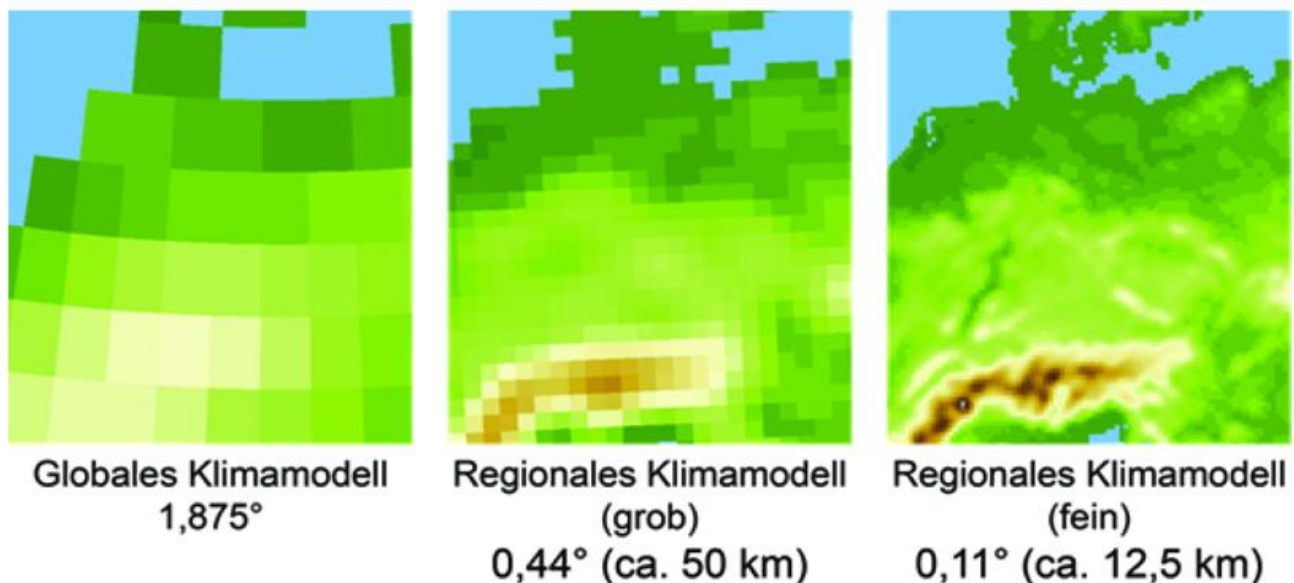 Globales Klimamodell
1,875°
Regionales Klimamodell
(grob)
0,44° (ca. 50 km)
Regionales Klimamodell
(fein)
0,11° (ca. 12,5 km)